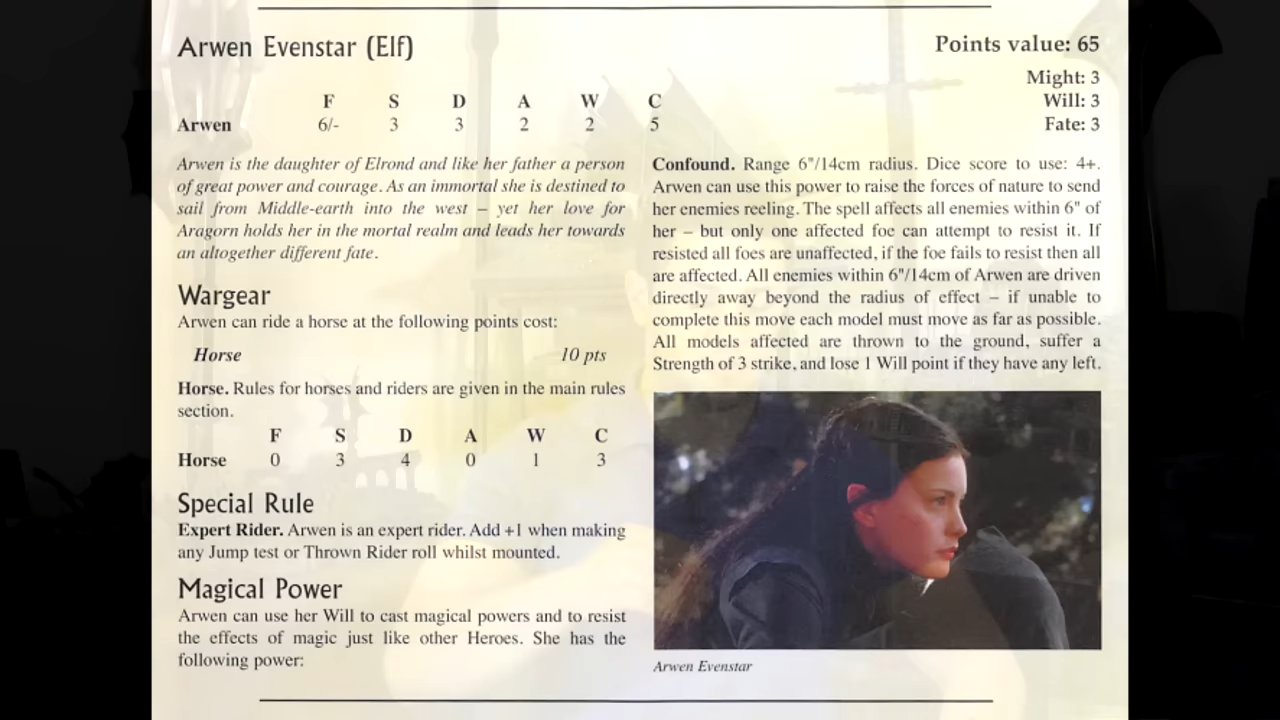 Arwen Evenstar (Elf)
Points value: 65
Might: 3
Will: 3
Fate: 3
F S D A W C
Arwen 6/- 3 3 2 2 5
Arwen is the daughter of Elrond and like her father a person
of great power and courage. As an immortal she is destined to
sail from Middle-earth into the west – yet her love for
Aragorn holds her in the mortal realm and leads her towards
an altogether different fate.
Wargear
Arwen can ride a horse at the following points cost:
Horse 10 pts
Horse. Rules for horses and riders are given in the main rules
section.
F S D A W C
Horse 0 3 4 0 1 3
Special Rule
Expert Rider. Arwen is an expert rider. Add +1 when making
any Jump test or Thrown Rider roll whilst mounted.
Magical Power
Arwen can use her Will to cast magical powers and to resist
the effects of magic just like other Heroes. She has the
following power:
Confound. Range 6"/14cm radius. Dice score to use: 4+.
Arwen can use this power to raise the forces of nature to send
her enemies reeling. The spell affects all enemies within 6" of
her – but only one affected foe can attempt to resist it. If
resisted all foes are unaffected, if the foe fails to resist then all
are affected. All enemies within 6"/14cm of Arwen are driven
directly away beyond the radius of effect – if unable to
complete this move each model must move as far as possible.
All models affected are thrown to the ground, suffer a
Strength of 3 strike, and lose 1 Will point if they have any left.
Arwen Evenstar